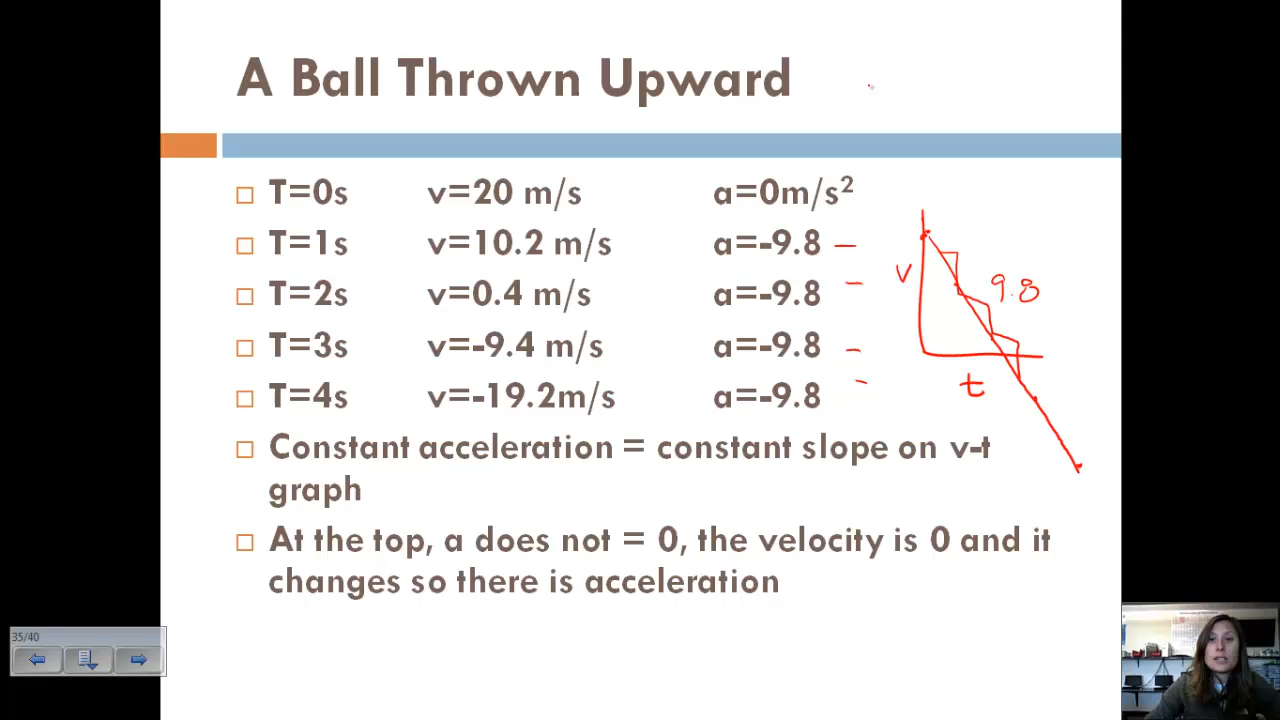 A Ball Thrown Upward
T=0s v=20 m/s a=0m/s²
T=1s v=10.2 m/s a=-9.8
T=2s v=0.4 m/s a=-9.8
T=3s v=-9.4 m/s a=-9.8
T=4s v=-19.2m/s a=-9.8
v
9.8
t
Constant acceleration = constant slope on v-t
graph
At the top, a does not = 0, the velocity is 0 and it
changes so there is acceleration
35/40